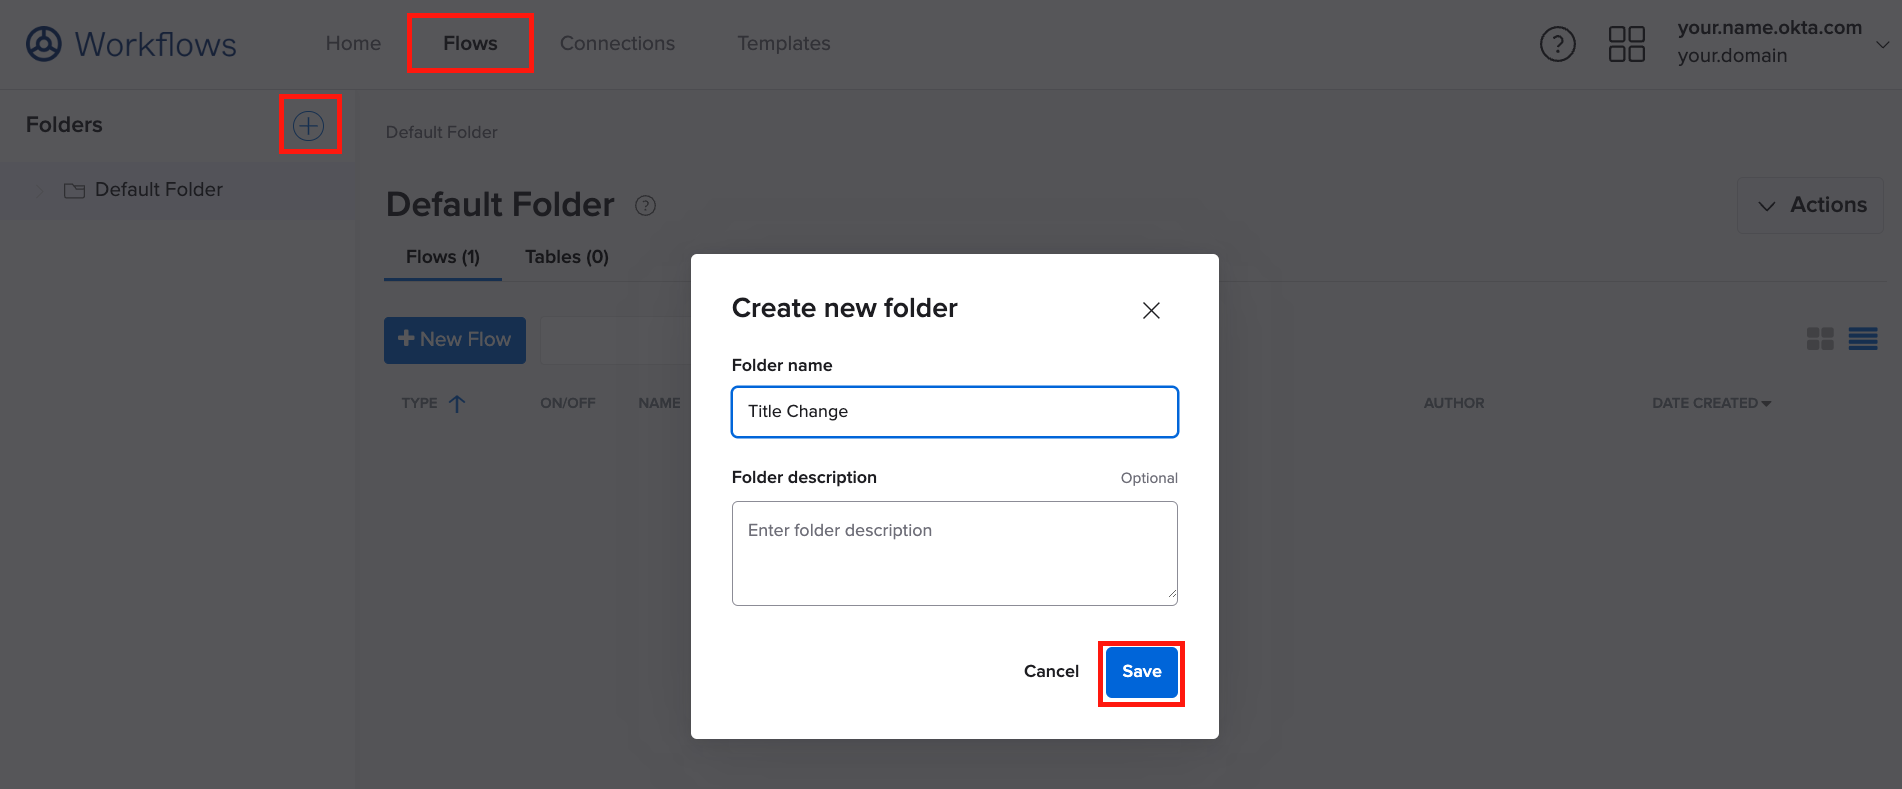 Workflows
Home
Flows
Connections
Templates
?
your.name.okta.com
your.domain
Folders
Default Folder
Default Folder
Default Folder ?
Actions
Flows (1)
Tables (0)
New Flow
TYPE
ON/OFF
NAME
AUTHOR
DATE CREATED
Create new folder
Folder name
Title Change
Folder description
Optional
Enter folder description
Cancel
Save